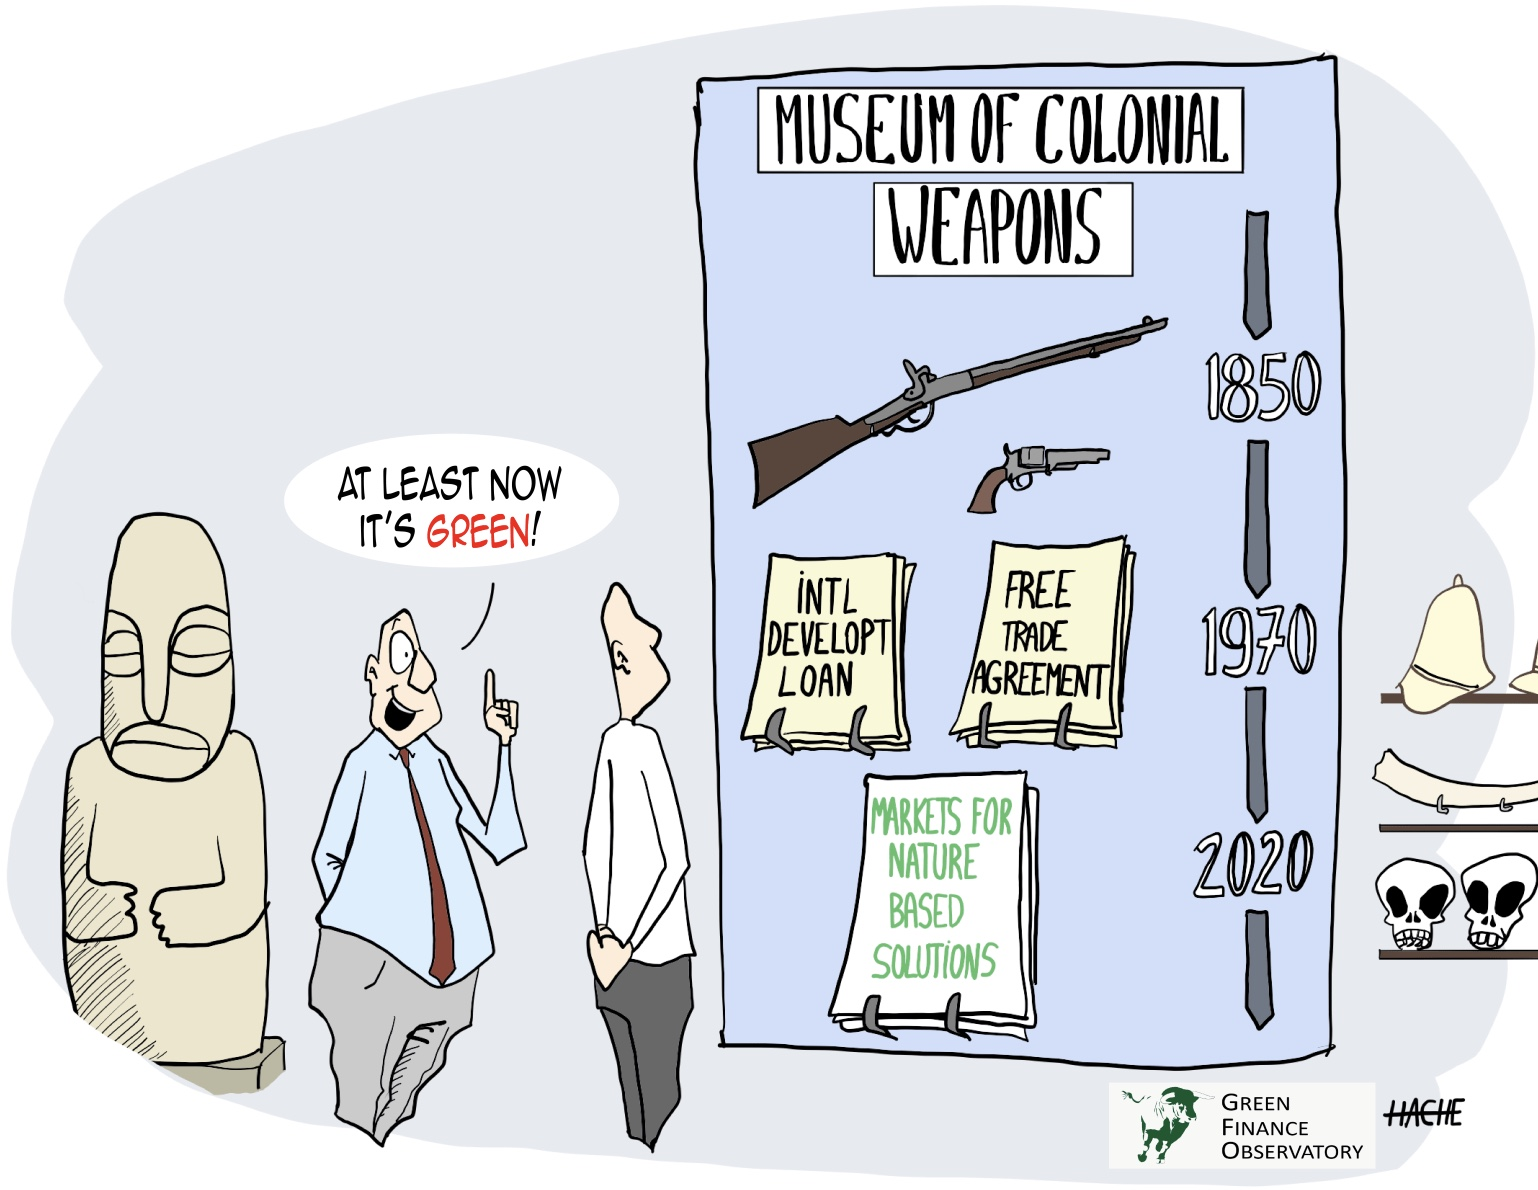 MUSEUM OF COLONIAL
WEAPONS
1850
AT LEAST NOW
IT'S GREEN!
INTL
DEVELOPT
LOAN
FREE
TRADE
AGREEMENT
1970
MARKETS FOR
NATURE
BASED
SOLUTIONS
2020
GREEN
FINANCE
OBSERVATORY
HACHE